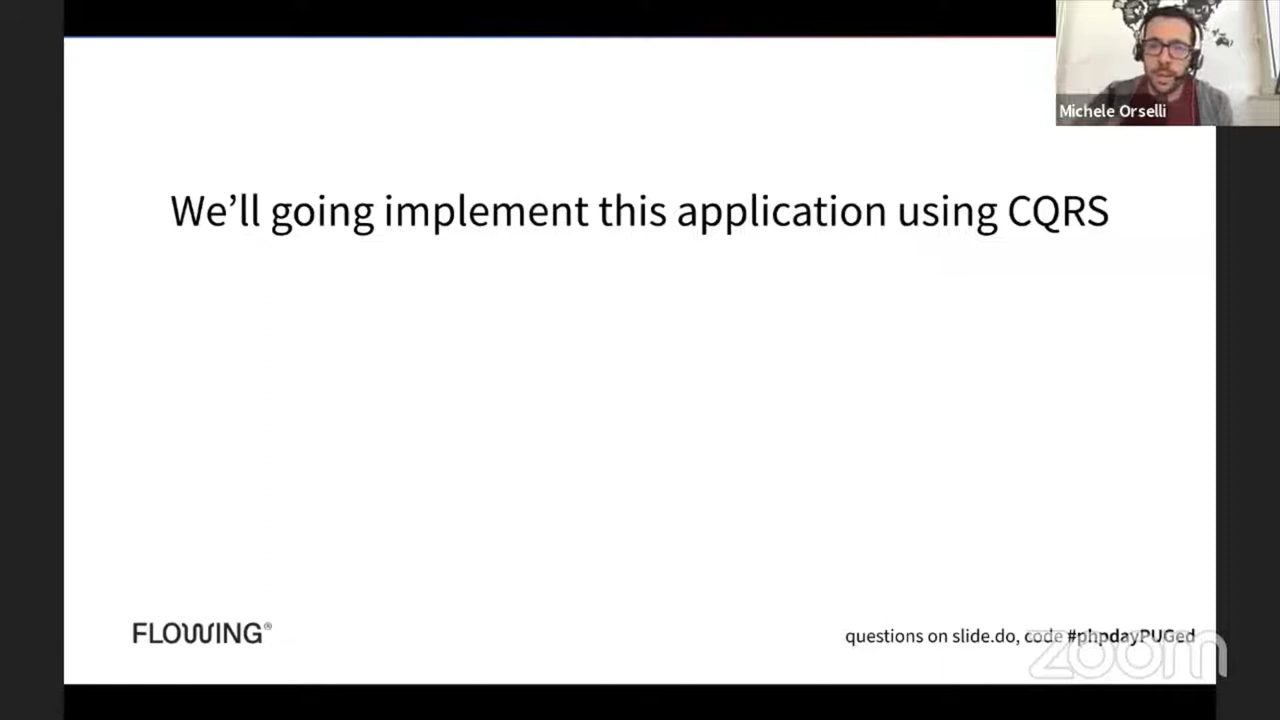 Michele Orselli
We’ll going implement this application using CQRS
FLOWING®
questions on slide.do, code #phpdayPUGed
zoom